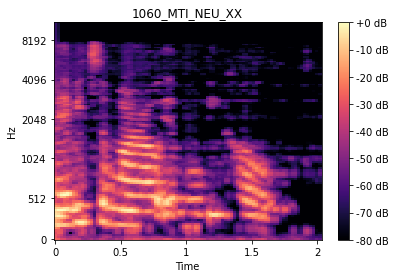 1060_MTI_NEU_XX
8192
4096
2048
1024
512
0
Hz
0
0.5
1
1.5
2
Time
+0 dB
-10 dB
-20 dB
-30 dB
-40 dB
-50 dB
-60 dB
-70 dB
-80 dB